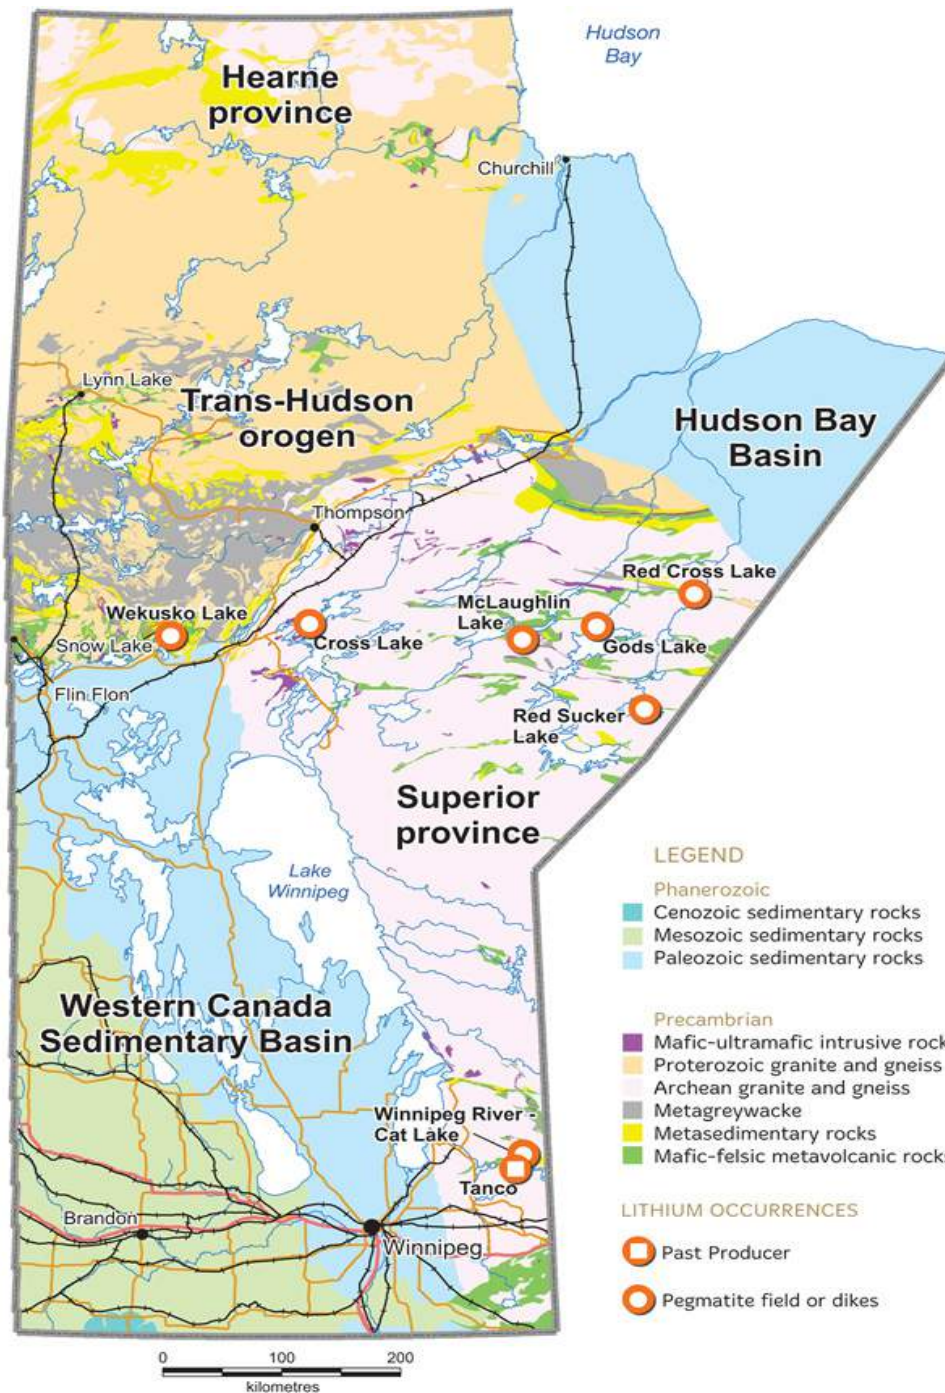 Hudson
Bay
Hearne
province
Churchill
Lynn Lake
Trans-Hudson
orogen
Hudson Bay
Basin
Thompson
Red Cross Lake
Wekusko Lake
McLaughlin
Lake
Snow Lake
Cross Lake
Gods Lake
Flin Flon
Red Sucker
Lake
Superior
province
Lake
Winnipeg
Western Canada
Sedimentary Basin
Winnipeg River -
Cat Lake
Tanco
Brandon
Winnipeg
0 100 200
kilometres
LEGEND
Phanerozoic
Cenozoic sedimentary rocks
Mesozoic sedimentary rocks
Paleozoic sedimentary rocks
Precambrian
Mafic-ultramafic intrusive rock
Proterozoic granite and gneiss
Archean granite and gneiss
Metagreywacke
Metasedimentary rocks
Mafic-felsic metavolcanic rocks
LITHIUM OCCURRENCES
Past Producer
Pegmatite field or dikes